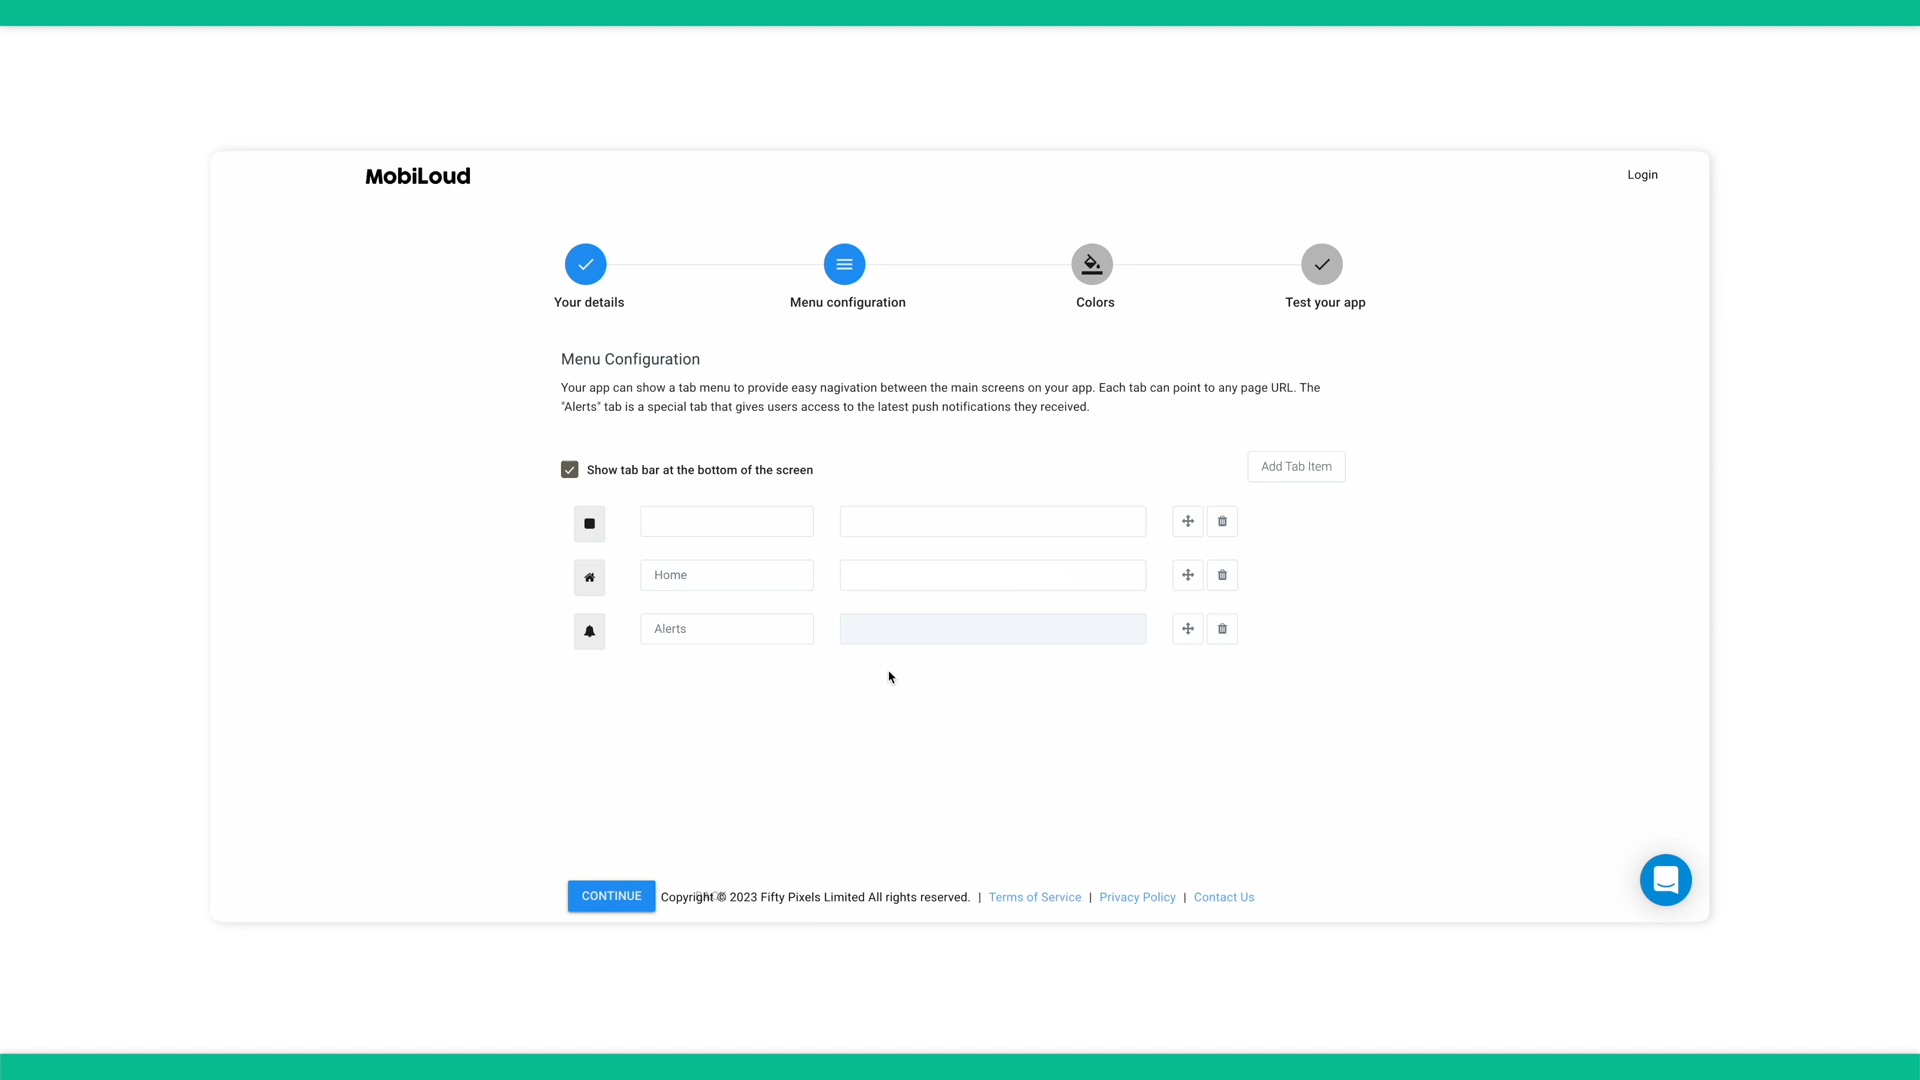 MobiLoud
Login
Your details
Menu configuration
Colors
Test your app
Menu Configuration
Your app can show a tab menu to provide easy nagivation between the main screens on your app. Each tab can point to any page URL. The
"Alerts" tab is a special tab that gives users access to the latest push notifications they received.
Show tab bar at the bottom of the screen
Add Tab Item
Home
Alerts
CONTINUE
Copyright © 2023 Fifty Pixels Limited All rights reserved. | Terms of Service | Privacy Policy | Contact Us